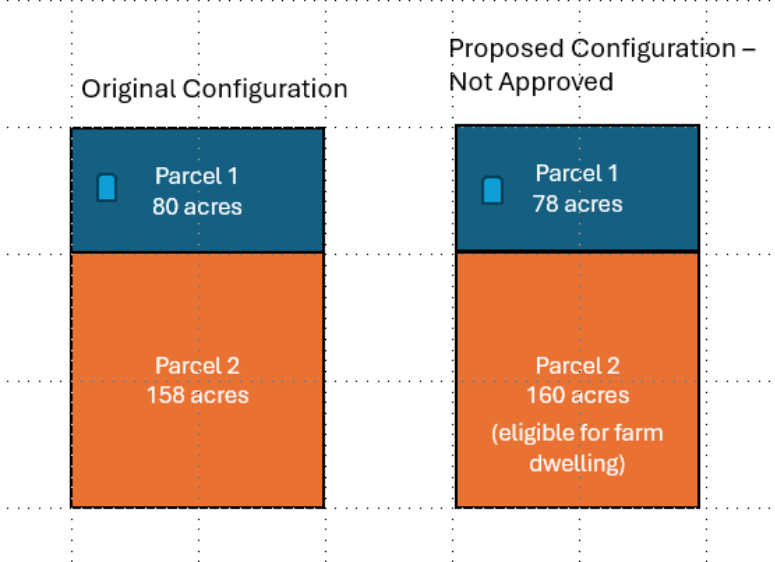 Original Configuration
Parcel 1
80 acres
Parcel 2
158 acres
Proposed Configuration –
Not Approved
Parcel 1
78 acres
Parcel 2
160 acres
(eligible for farm
dwelling)